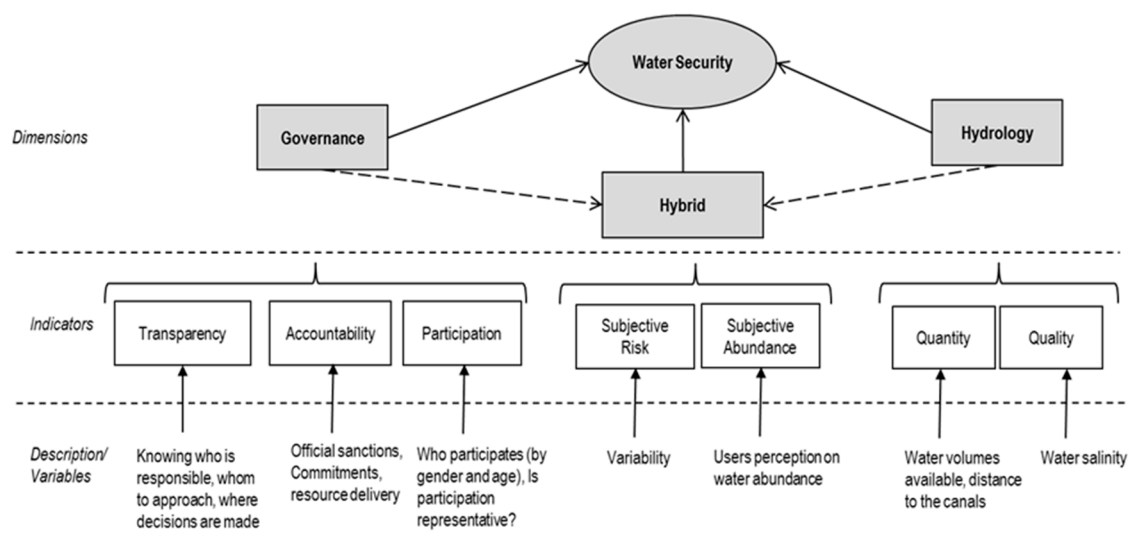 Water Security
Governance
Hydrology
Dimensions
Hybrid
Indicators
Transparency
Accountability
Participation
Subjective
Risk
Subjective
Abundance
Quantity
Quality
Description/
Variables
Knowing who is
responsible, whom
to approach, where
decisions are made
Official sanctions,
Commitments,
resource delivery
Who participates (by
gender and age), Is
participation
representative?
Variability
Users perception on
water abundance
Water volumes
available, distance
to the canals
Water salinity